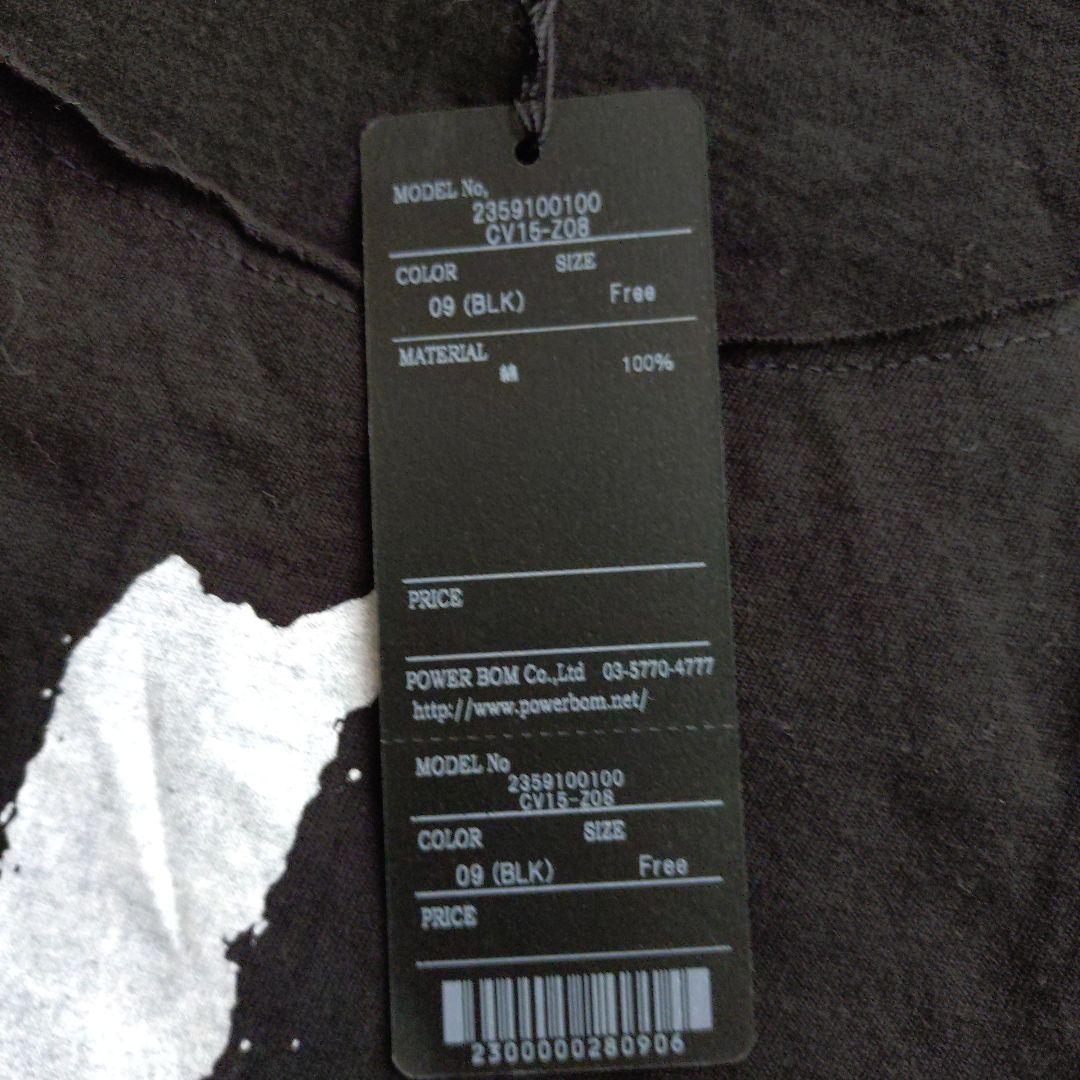 MODEL No,
2359100100
CV15-Z08
COLOR SIZE
09 (BLK) Free
MATERIAL
100%
PRICE
POWER BOM Co.,Ltd 03-5770-4777
http://www.powerbom.net/
MODEL No
2359100100
CV15-Z08
COLOR SIZE
09 (BLK) Free
PRICE
2300000280906